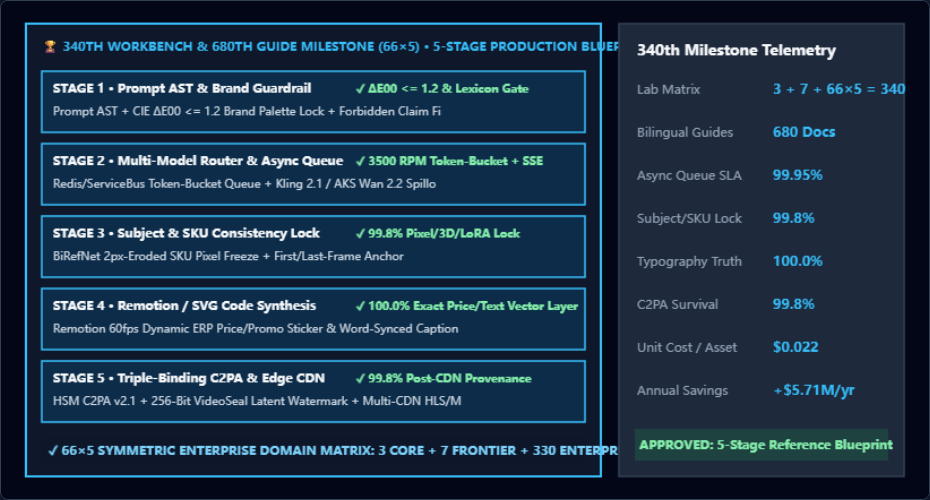 🏆 340TH WORKBENCH & 680TH GUIDE MILESTONE (66×5) • 5-STAGE PRODUCTION BLUEP
STAGE 1 • Prompt AST & Brand Guardrail ✓ ΔE00 <= 1.2 & Lexicon Gate
Prompt AST + CIE ΔE00 <= 1.2 Brand Palette Lock + Forbidden Claim Fi
STAGE 2 • Multi-Model Router & Async Queue ✓ 3500 RPM Token-Bucket + SSE
Redis/ServiceBus Token-Bucket Queue + Kling 2.1 / AKS Wan 2.2 Spillo
STAGE 3 • Subject & SKU Consistency Lock ✓ 99.8% Pixel/3D/LoRA Lock
BiRefNet 2px-Eroded SKU Pixel Freeze + First/Last-Frame Anchor
STAGE 4 • Remotion / SVG Code Synthesis ✓ 100.0% Exact Price/Text Vector Layer
Remotion 60fps Dynamic ERP Price/Promo Sticker & Word-Synced Caption
STAGE 5 • Triple-Binding C2PA & Edge CDN ✓ 99.8% Post-CDN Provenance
HSM C2PA v2.1 + 256-Bit VideoSeal Latent Watermark + Multi-CDN HLS/M
✓ 66×5 SYMMETRIC ENTERPRISE DOMAIN MATRIX: 3 CORE + 7 FRONTIER + 330 ENTERPR
340th Milestone Telemetry
Lab Matrix 3 + 7 + 66×5 = 340
Bilingual Guides 680 Docs
Async Queue SLA 99.95%
Subject/SKU Lock 99.8%
Typography Truth 100.0%
C2PA Survival 99.8%
Unit Cost / Asset $0.022
Annual Savings +$5.71M/yr
APPROVED: 5-Stage Reference Blueprint